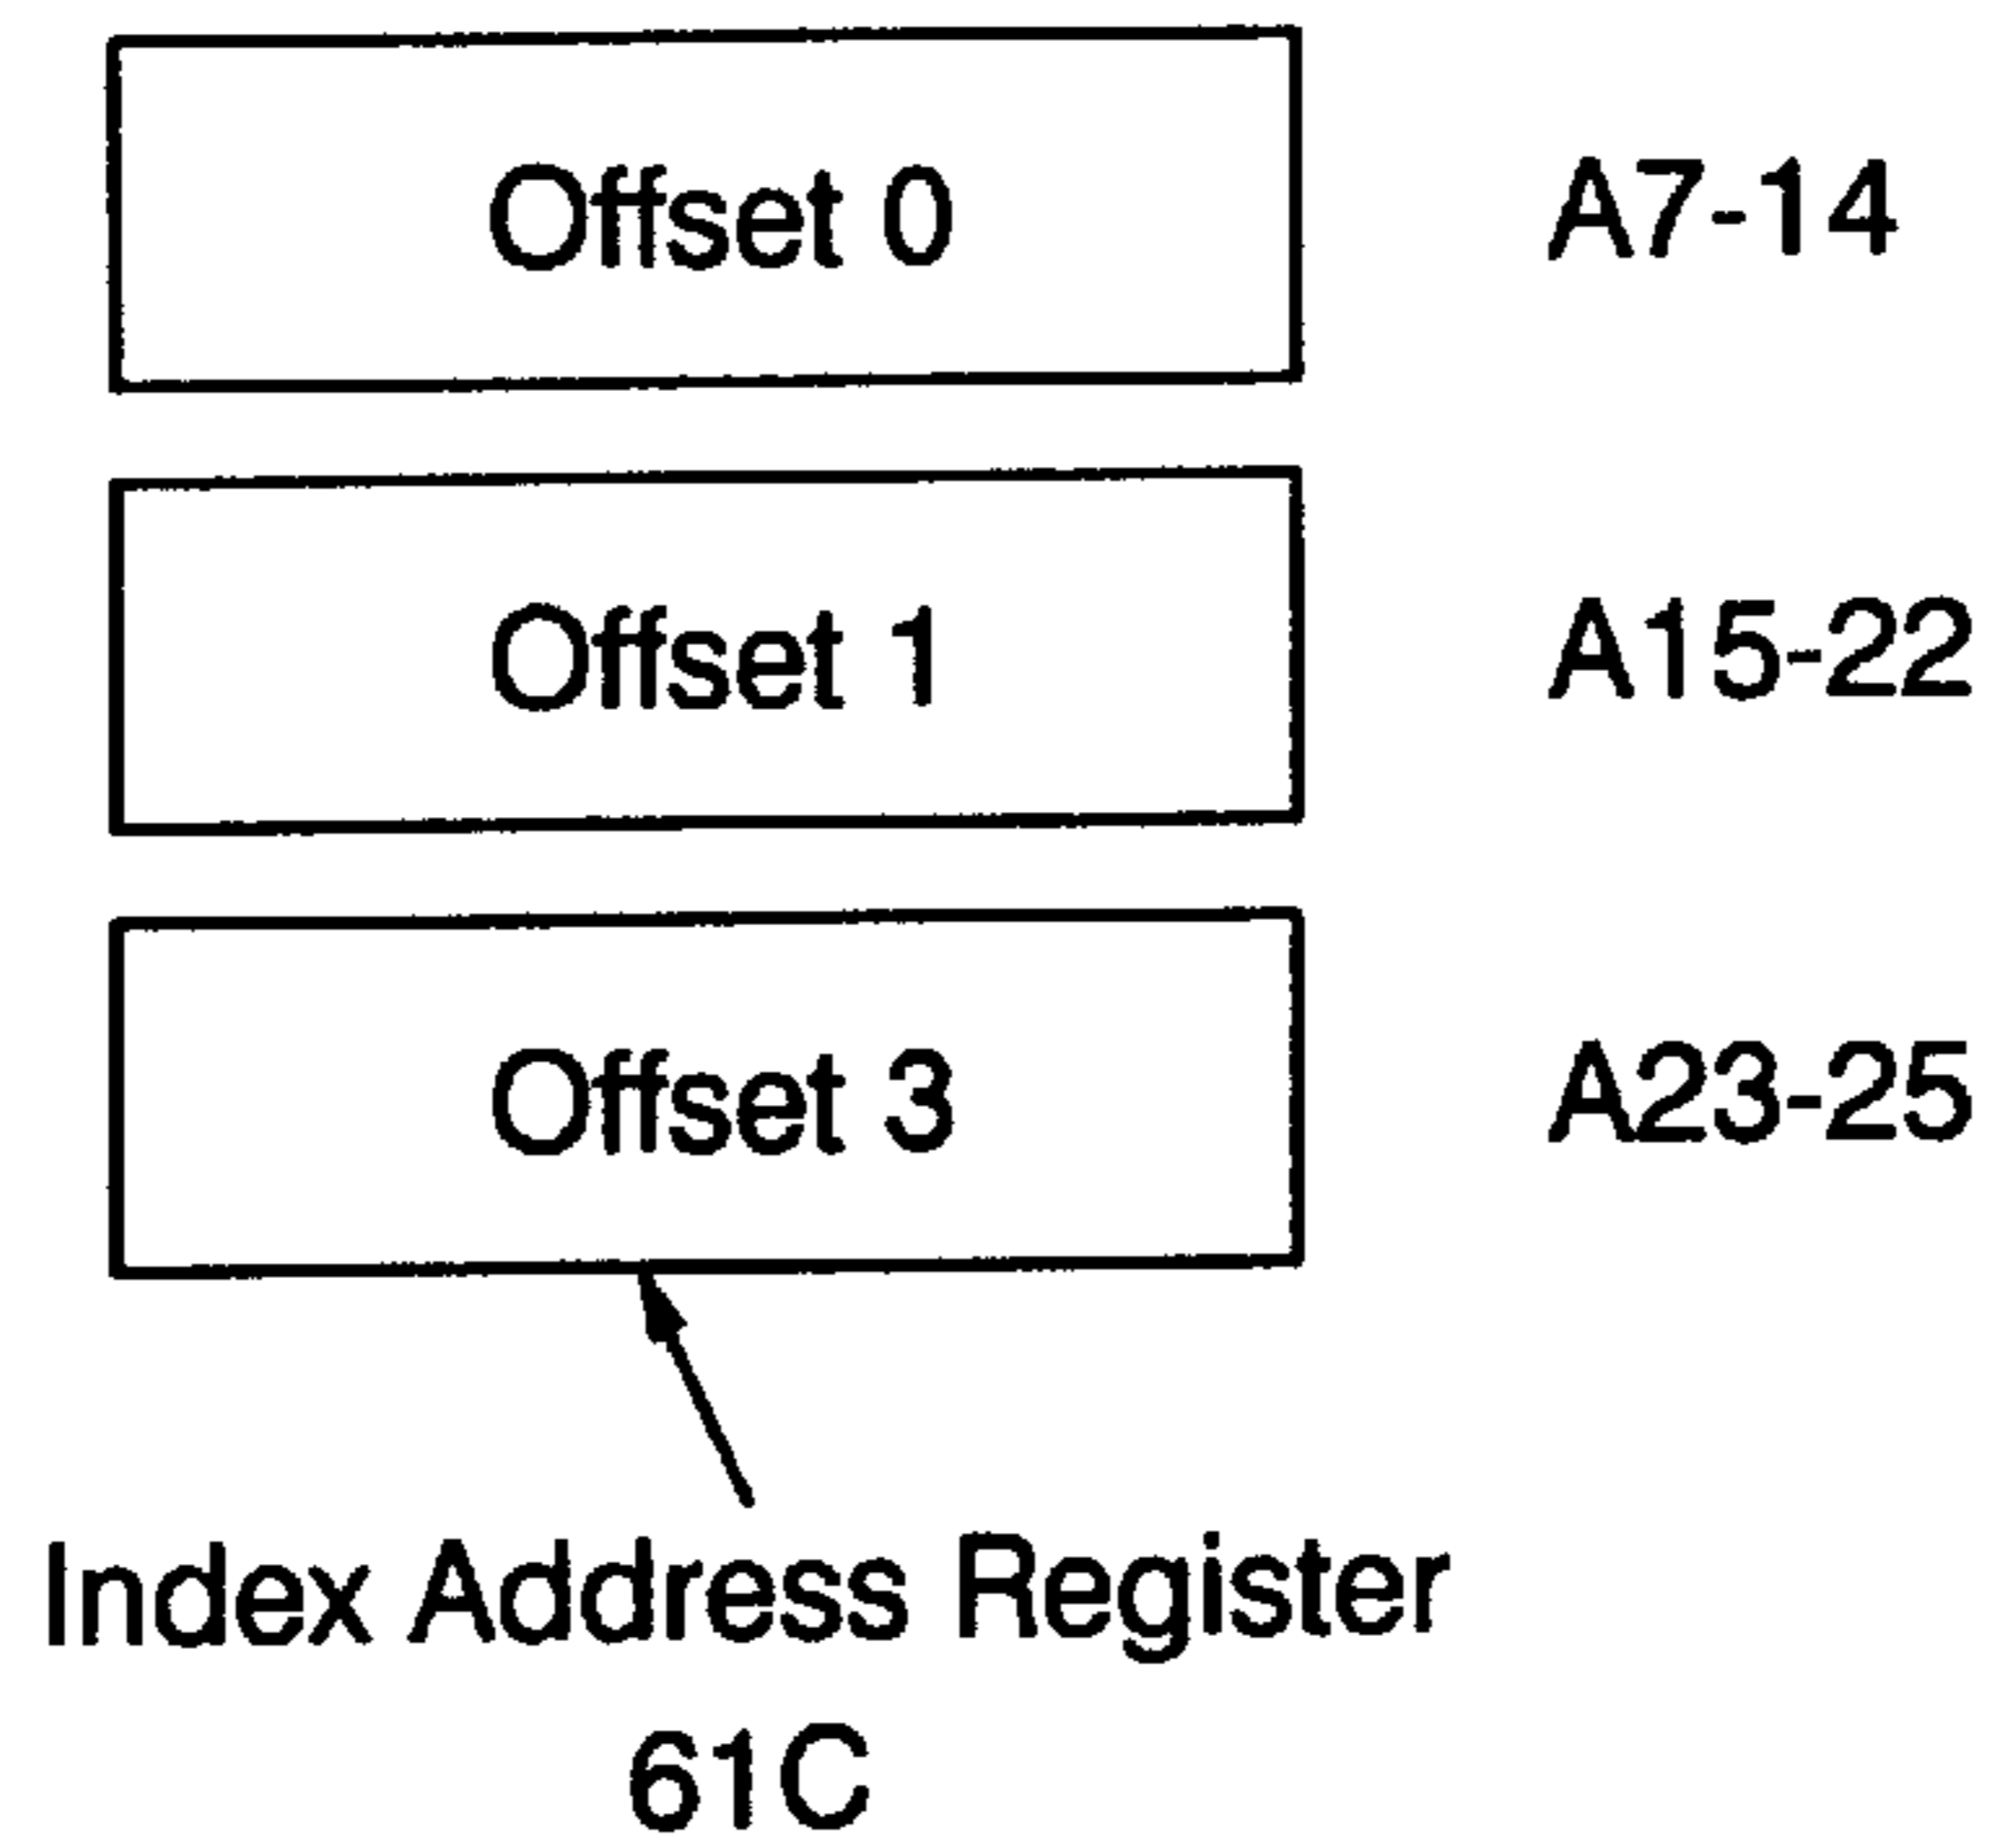 Offset 0 A7-14
Offset 1 A15-22
Offset 3 A23-25
Index Address Register
61C